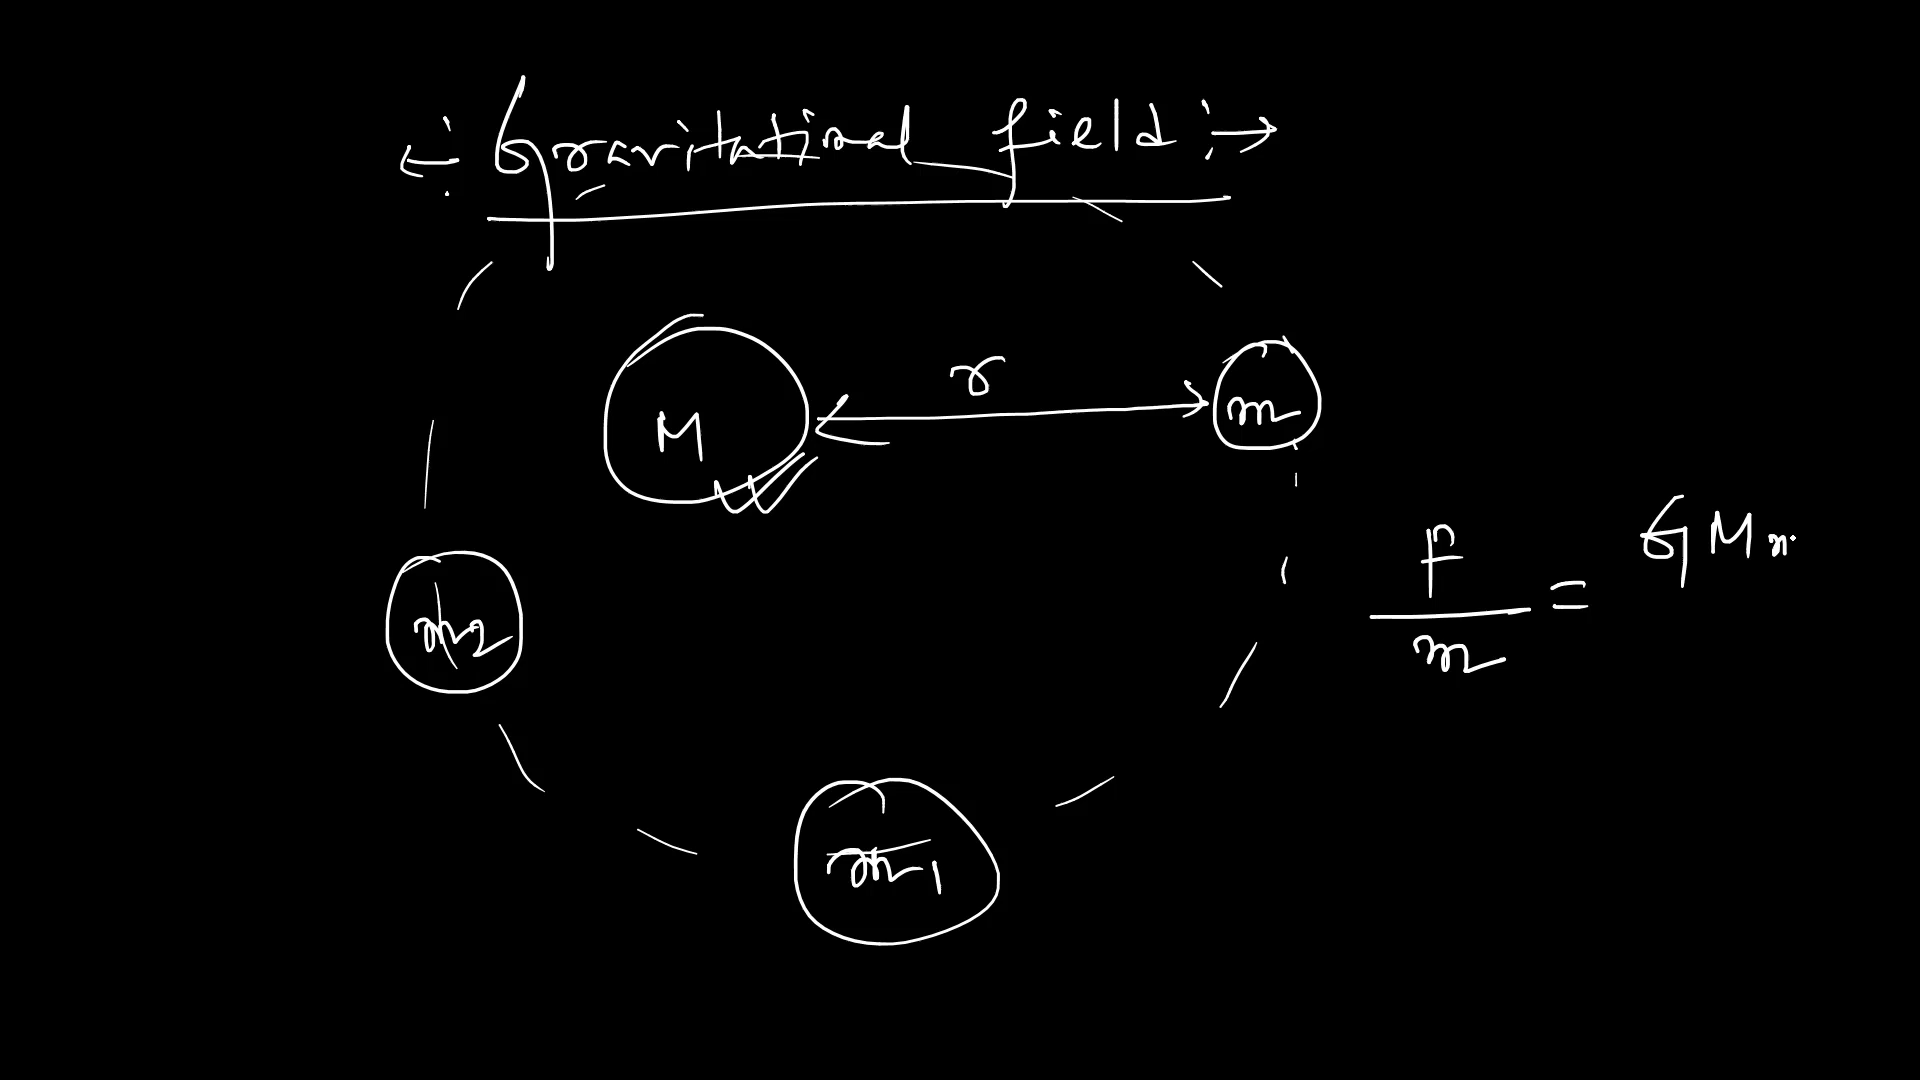 Gravitational field
r
M
m
F/m = GM
m2
m1